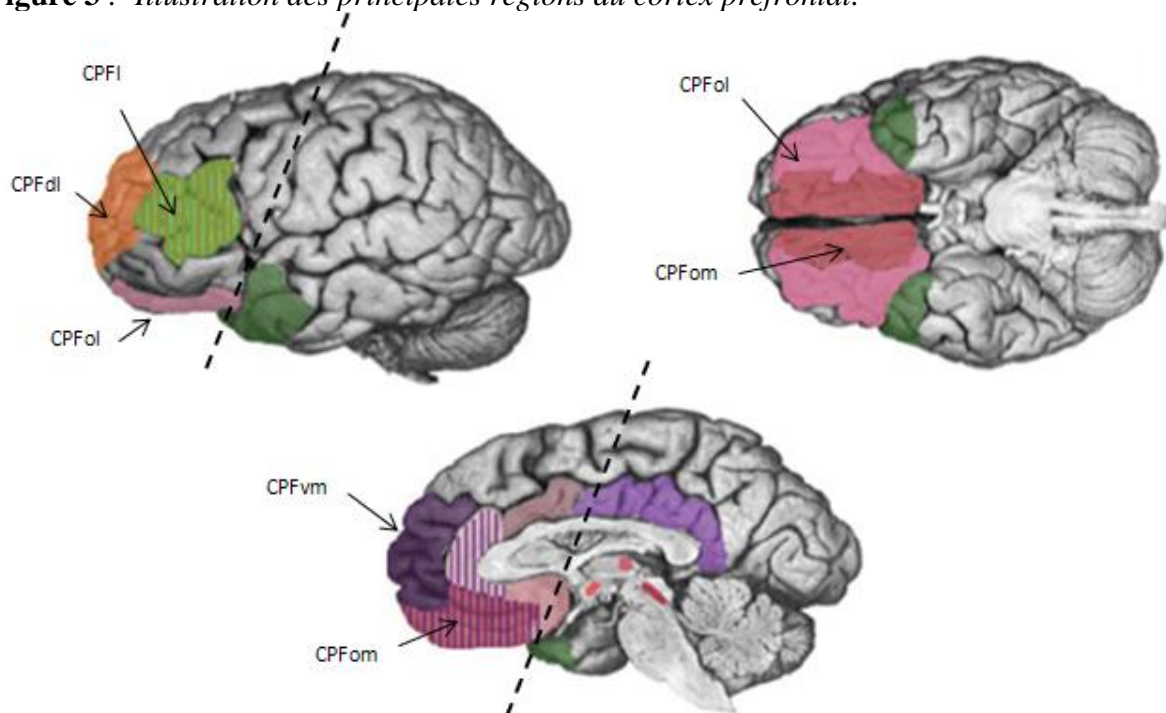 igure 3 : Illustration des principales régions du cortex préfrontal.
CPFl
CPFol
CPFdl
CPFom
CPFol
CPFvm
CPFom